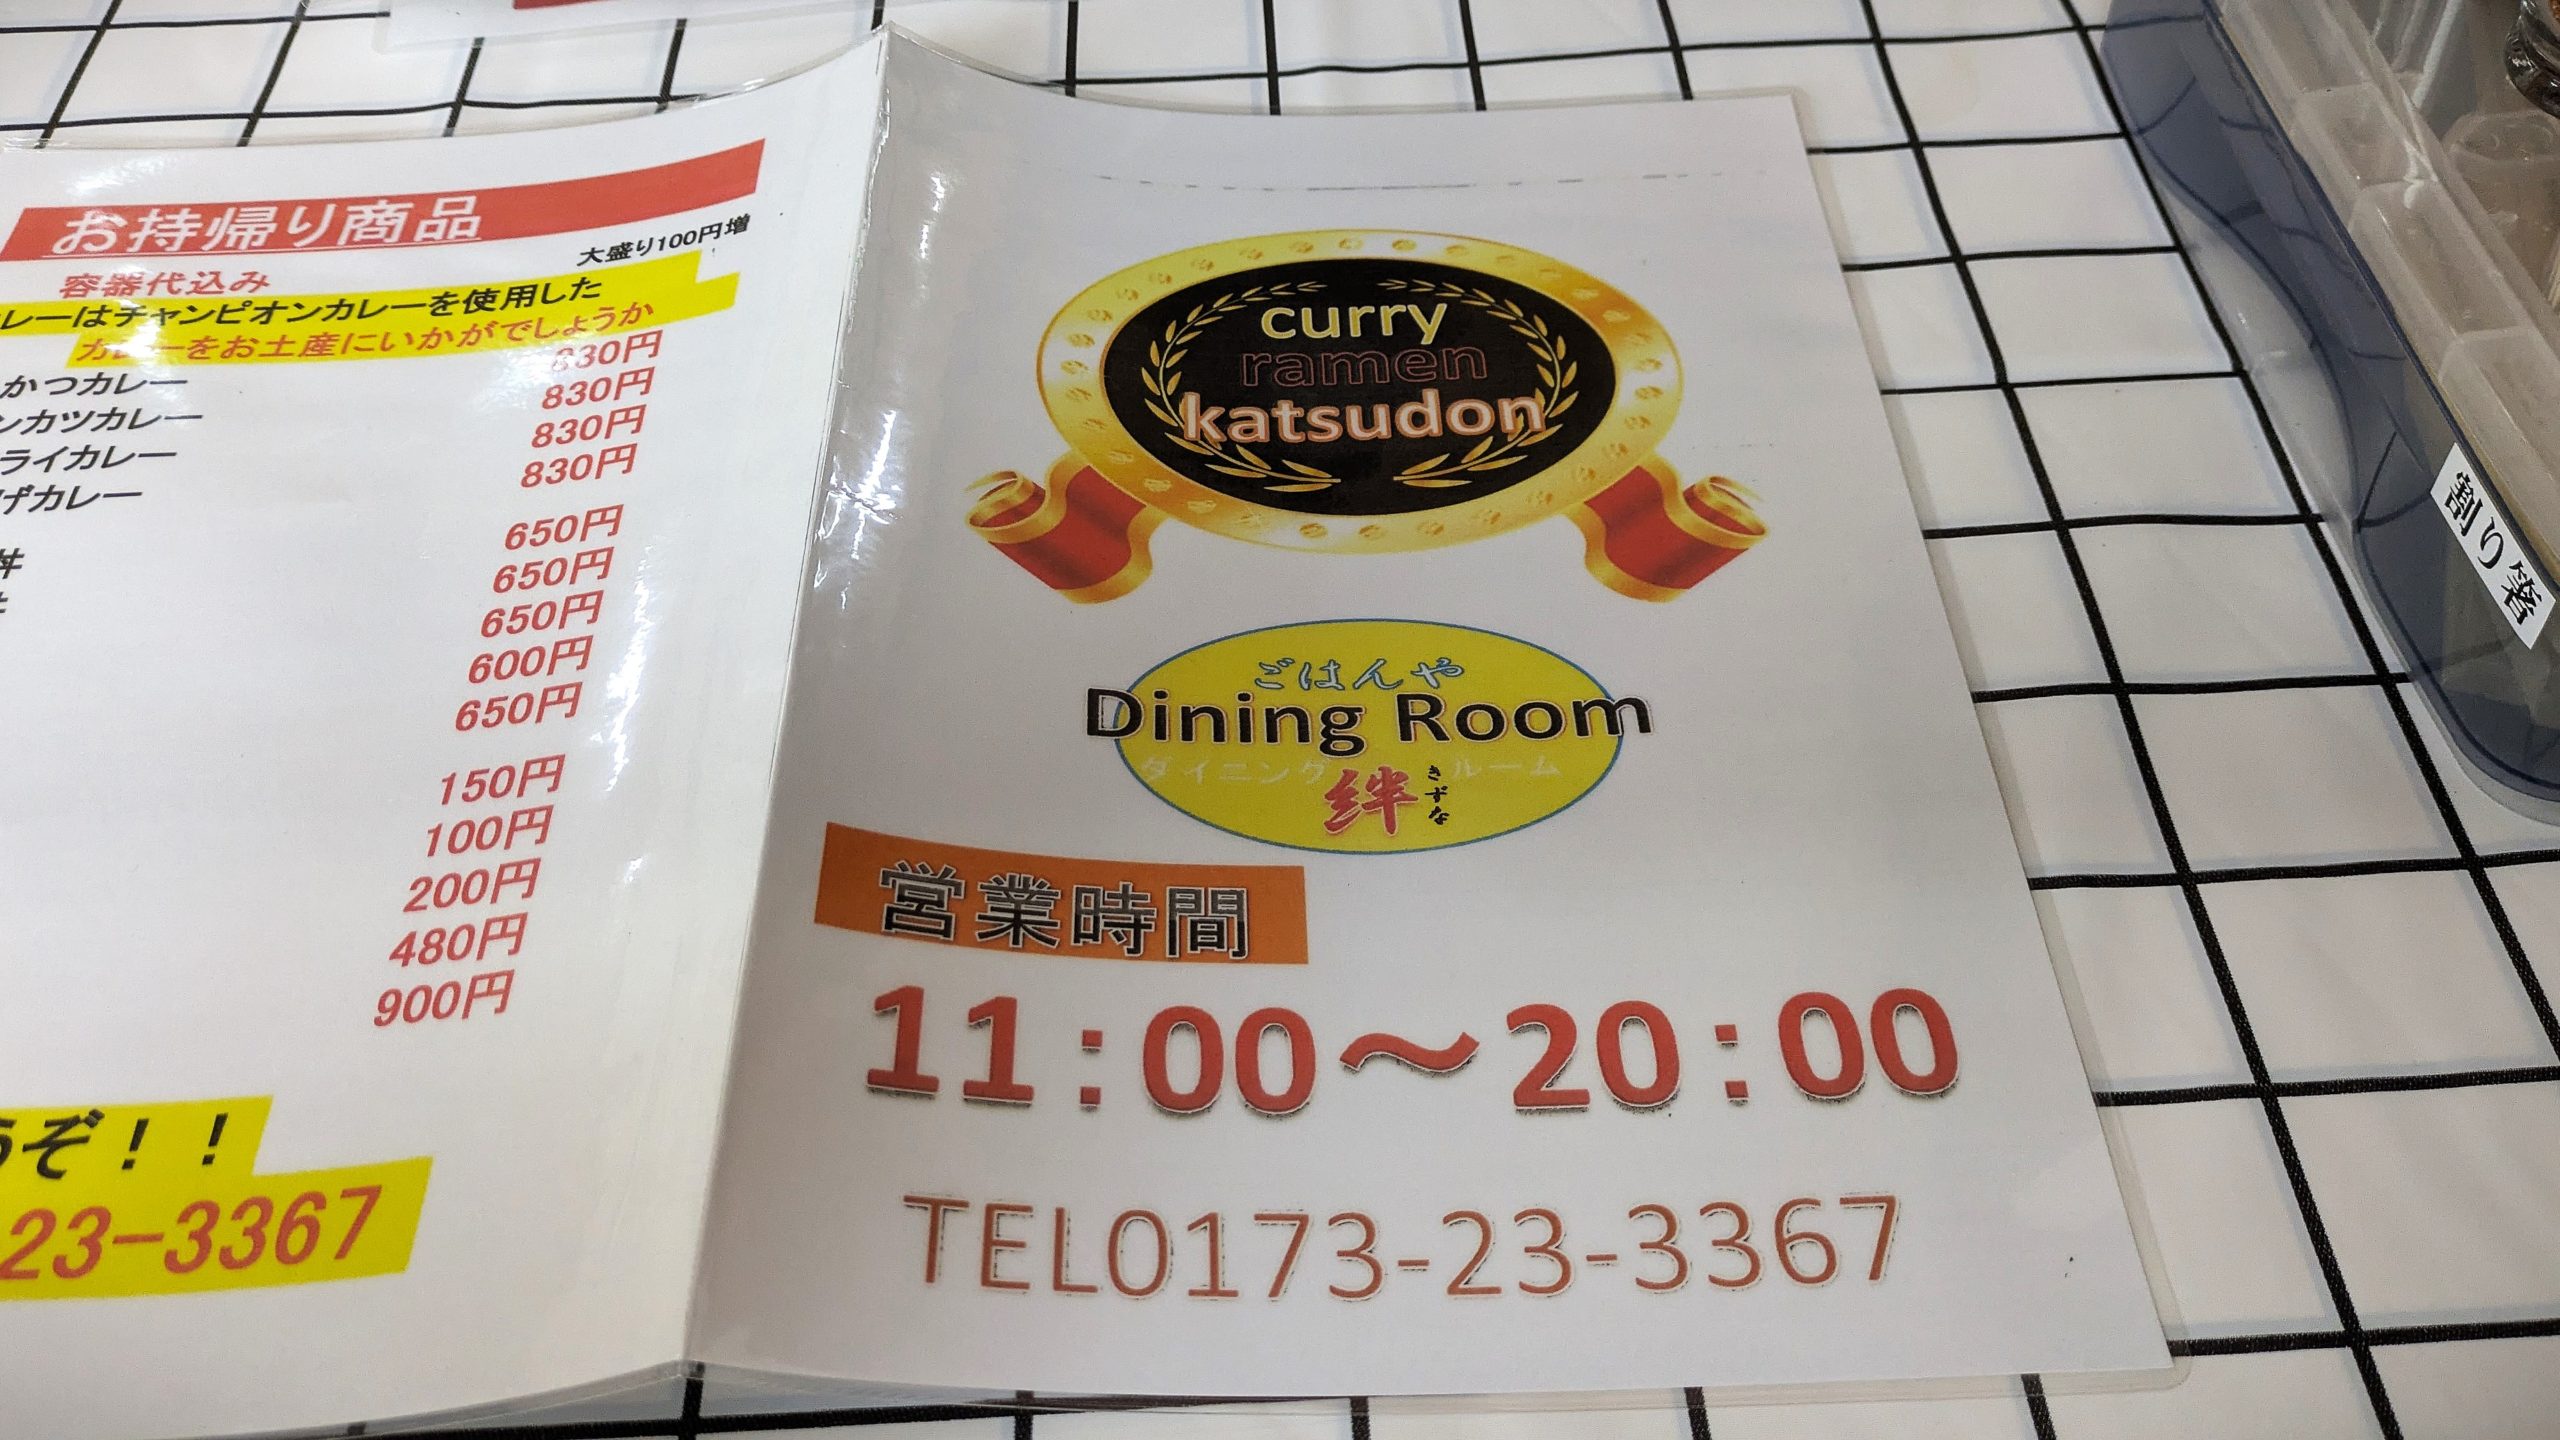 お持帰り商品
大盛り100円増
容器代込み
レーはチャンピオンカレーを使用した
カレーをお土産にいかがでしょうか
830円
かつカレー 830円
ンカツカレー 830円
ライカレー 830円
げカレー
650円
丼 650円
650円
600円
650円
150円
100円
200円
480円
900円
うぞ！！
23-3367
curry
ramen
katsudon
ごはんや
Dining Room
ダイニング ルーム
絆 きずな
営業時間
11:00～20:00
TEL0173-23-3367
割り箸